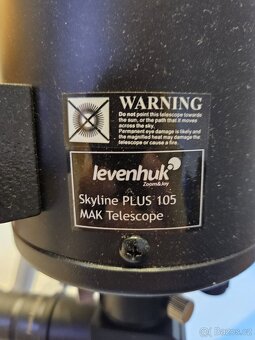 WARNING
Do not point this telescope towards
the sun, or the path that it moves
across the sky.
Permanent eye damage is likely and
the magnified heat may damage the
telescope or cause a fire.
levenhuk
Zoom&Joy
Skyline PLUS 105
MAK Telescope
Bazoš.cz